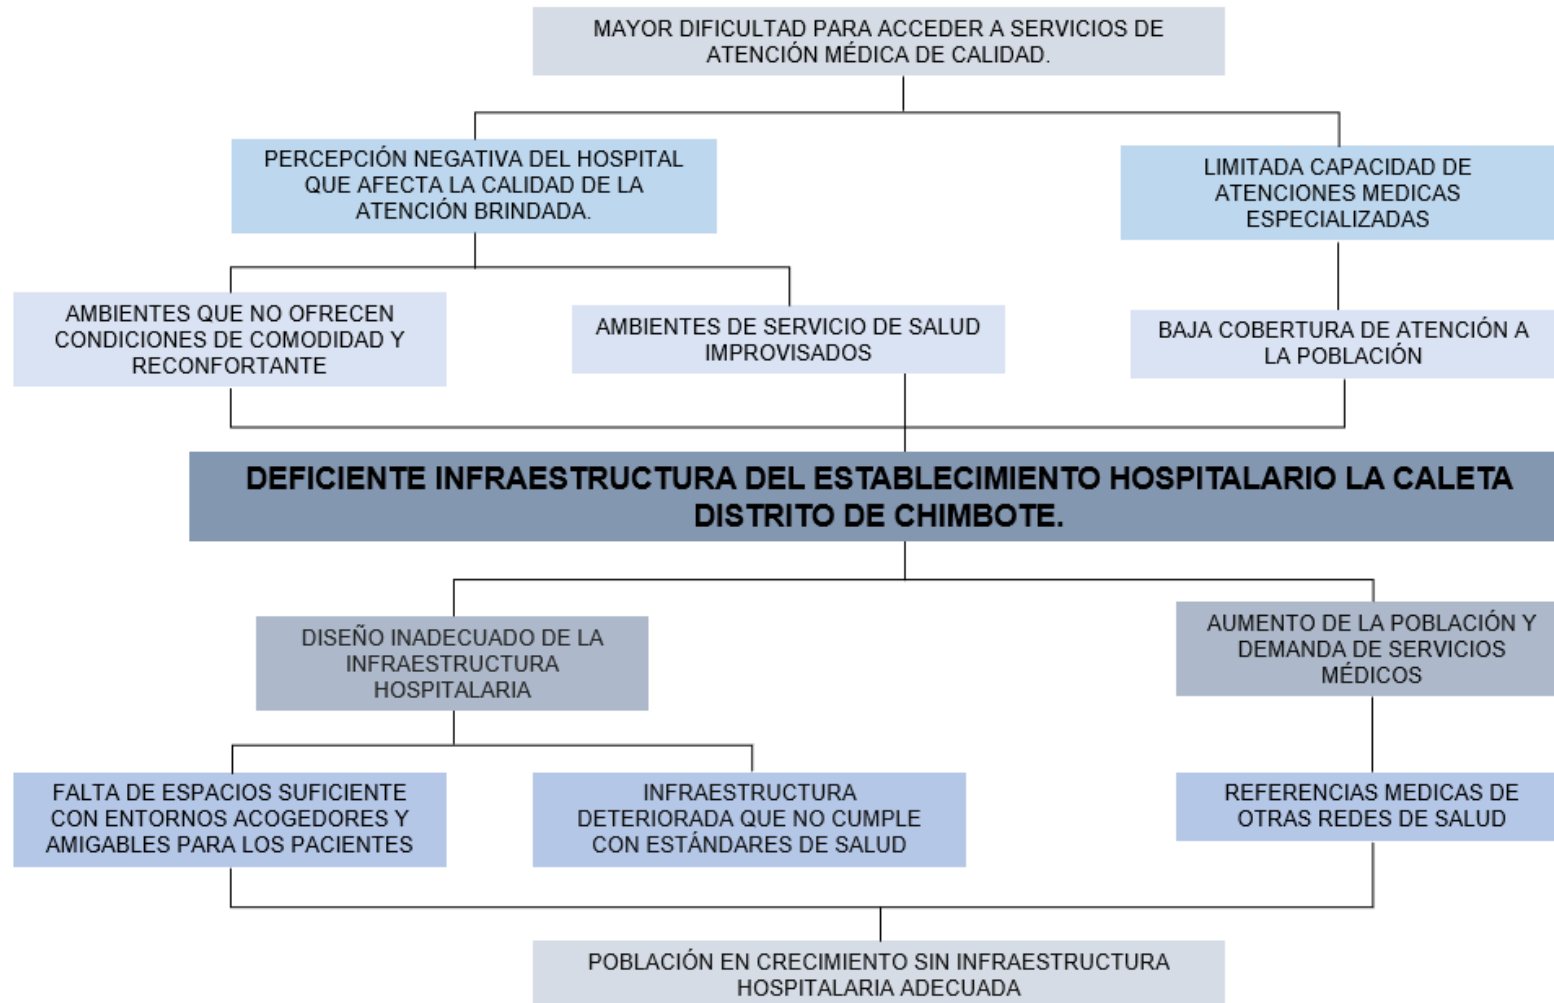 MAYOR DIFICULTAD PARA ACCEDER A SERVICIOS DE
ATENCIÓN MÉDICA DE CALIDAD.
PERCEPCIÓN NEGATIVA DEL HOSPITAL
QUE AFECTA LA CALIDAD DE LA
ATENCIÓN BRINDADA.
LIMITADA CAPACIDAD DE
ATENCIONES MEDICAS
ESPECIALIZADAS
AMBIENTES QUE NO OFRECEN
CONDICIONES DE COMODIDAD Y
RECONFORTANTE
AMBIENTES DE SERVICIO DE SALUD
IMPROVISADOS
BAJA COBERTURA DE ATENCIÓN A
LA POBLACIÓN
DEFICIENTE INFRAESTRUCTURA DEL ESTABLECIMIENTO HOSPITALARIO LA CALETA
DISTRITO DE CHIMBOTE.
DISEÑO INADECUADO DE LA
INFRAESTRUCTURA
HOSPITALARIA
AUMENTO DE LA POBLACIÓN Y
DEMANDA DE SERVICIOS
MÉDICOS
FALTA DE ESPACIOS SUFICIENTE
CON ENTORNOS ACOGEDORES Y
AMIGABLES PARA LOS PACIENTES
INFRAESTRUCTURA
DETERIORADA QUE NO CUMPLE
CON ESTÁNDARES DE SALUD
REFERENCIAS MEDICAS DE
OTRAS REDES DE SALUD
POBLACIÓN EN CRECIMIENTO SIN INFRAESTRUCTURA
HOSPITALARIA ADECUADA